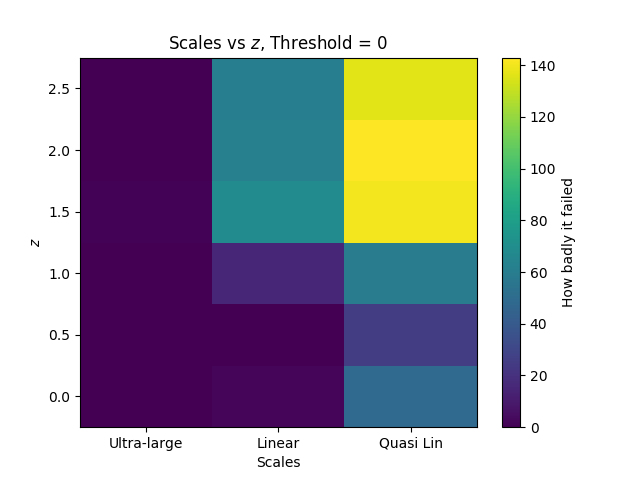 Scales vs z, Threshold = 0
2.5
2.0
1.5
1.0
0.5
0.0
z
Ultra-large Linear Quasi Lin
Scales
140
120
100
80
60
40
20
0
How badly it failed